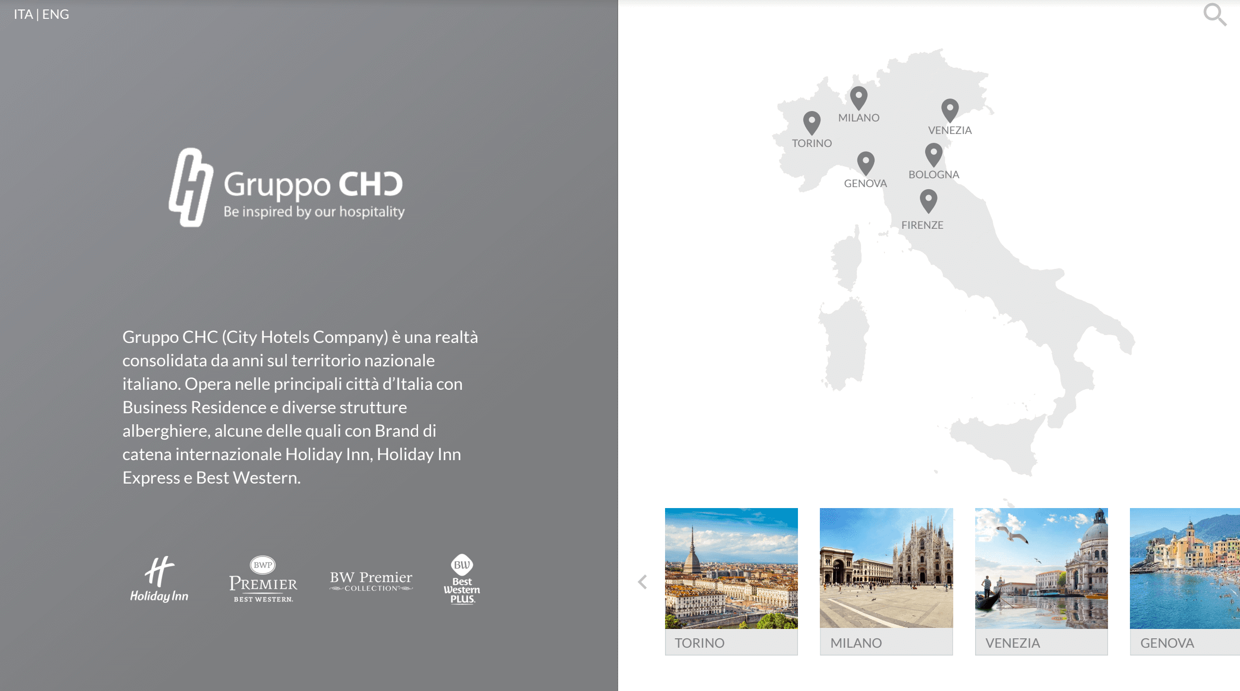 ITA | ENG
Gruppo CHC
Be inspired by our hospitality
Gruppo CHC (City Hotels Company) è una realtà
consolidata da anni sul territorio nazionale
italiano. Opera nelle principali città d'Italia con
Business Residence e diverse strutture
alberghiere, alcune delle quali con Brand di
catena internazionale Holiday Inn, Holiday Inn
Express e Best Western.
H
Holiday Inn
BWP
PREMIER
BEST WESTERN.
BW Premier
COLLECTION
BW
Best
Western
PLUS.
MILANO
VENEZIA
TORINO
BOLOGNA
GENOVA
FIRENZE
TORINO
MILANO
VENEZIA
GENOVA